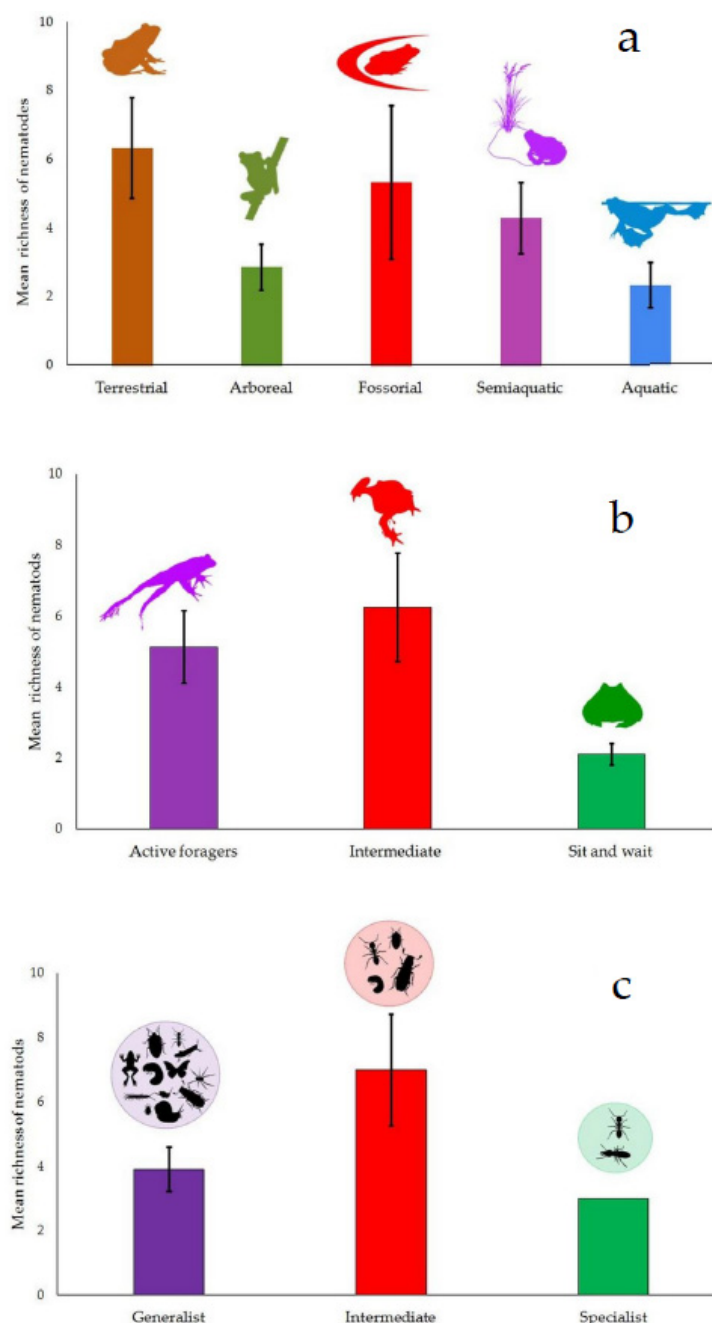 a
Mean richness of nematodes
10
8
6
4
2
0
Terrestrial Arboreal Fossorial Semiaquatic Aquatic
b
Mean richness of nematods
10
8
6
4
2
0
Active foragers Intermediate Sit and wait
c
Mean richness of nematods
10
8
6
4
2
0
Generalist Intermediate Specialist